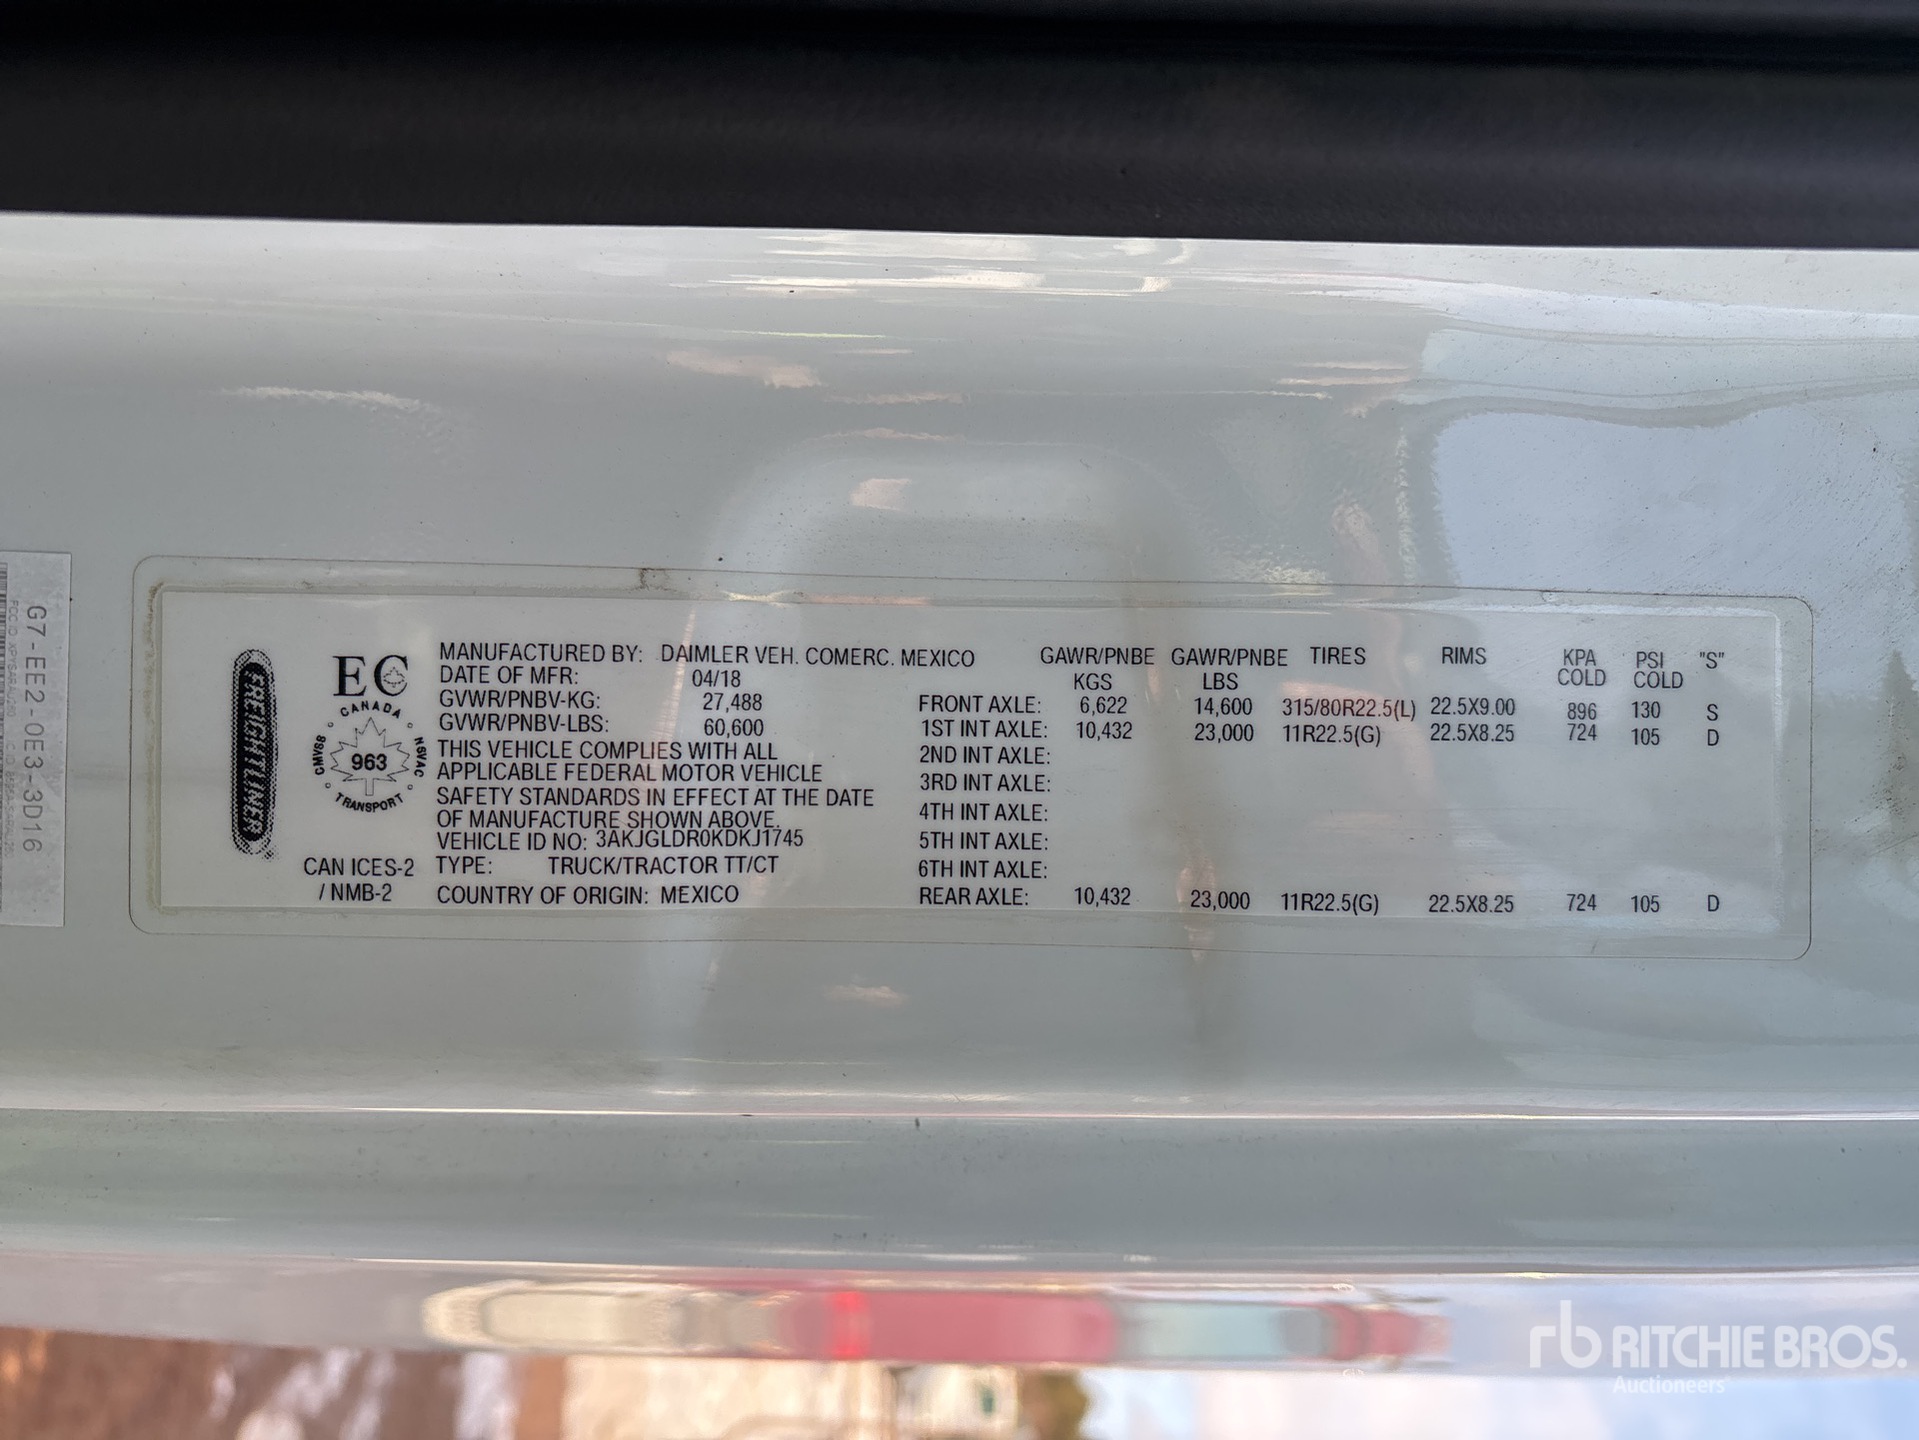 G7-EE2-0E3-3D16
FREIGHTLINER
EC
CANADA
CMVSS
963
NSVAC
TRANSPORT
CAN ICES-2
/ NMB-2
MANUFACTURED BY: DAIMLER VEH. COMERC. MEXICO
DATE OF MFR: 04/18
GVWR/PNBV-KG: 27,488
GVWR/PNBV-LBS: 60,600
THIS VEHICLE COMPLIES WITH ALL
APPLICABLE FEDERAL MOTOR VEHICLE
SAFETY STANDARDS IN EFFECT AT THE DATE
OF MANUFACTURE SHOWN ABOVE.
VEHICLE ID NO: 3AKJGLDR0KDKJ1745
TYPE: TRUCK/TRACTOR TT/CT
COUNTRY OF ORIGIN: MEXICO
GAWR/PNBE GAWR/PNBE TIRES RIMS KPA PSI "S"
KGS LBS COLD COLD
FRONT AXLE: 6,622 14,600 315/80R22.5(L) 22.5X9.00 896 130 S
1ST INT AXLE: 10,432 23,000 11R22.5(G) 22.5X8.25 724 105 D
2ND INT AXLE:
3RD INT AXLE:
4TH INT AXLE:
5TH INT AXLE:
6TH INT AXLE:
REAR AXLE: 10,432 23,000 11R22.5(G) 22.5X8.25 724 105 D
rb RITCHIE BROS.
Auctioneers